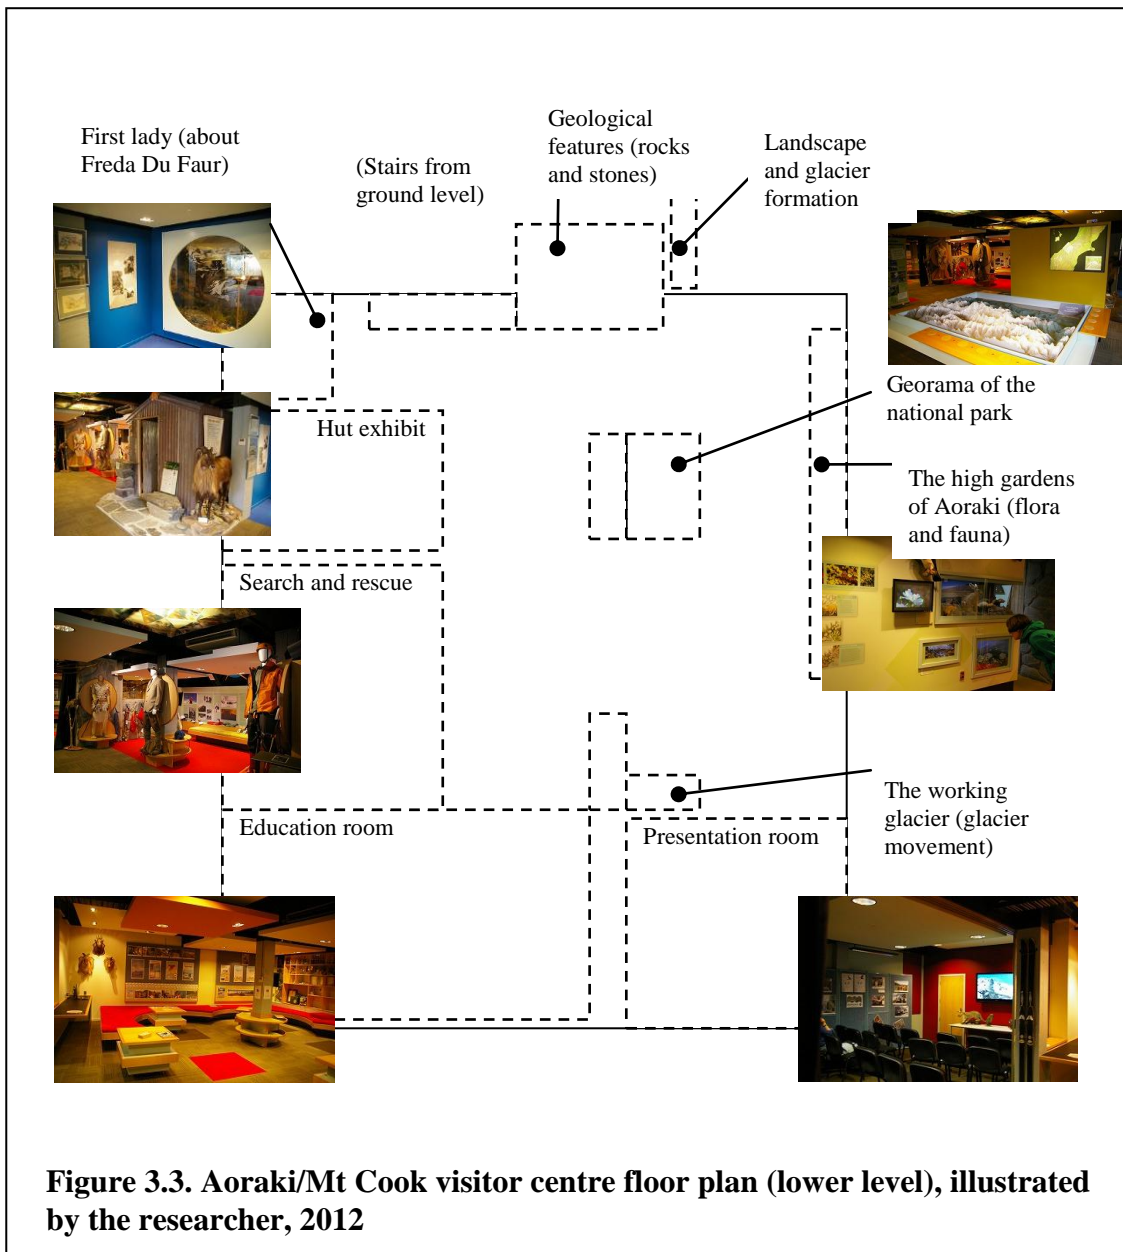 First lady (about
Freda Du Faur)
(Stairs from
ground level)
Geological
features (rocks
and stones)
Landscape
and glacier
formation
Hut exhibit
Georama of the
national park
The high gardens
of Aoraki (flora
and fauna)
Search and rescue
Education room
Presentation room
The working
glacier (glacier
movement)
Figure 3.3. Aoraki/Mt Cook visitor centre floor plan (lower level), illustrated
by the researcher, 2012